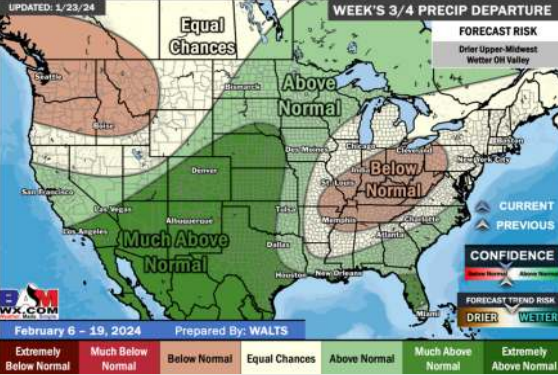 UPDATED: 1/23/24
WEEK'S 3/4 PRECIP DEPARTURE
FORECAST RISK
Drier Upper-Midwest
Wetter OH Valley
Equal
Chances
Seattle
Boise
Bismarck
Above
Normal
Des Moines
Chicago
Cleveland
Boston
New York City
Denver
St. Louis
Below
Normal
San Francisco
Las Vegas
Los Angeles
Albuquerque
Tulsa
Memphis
Charlotte
Atlanta
Much Above
Normal
Dallas
Houston
New Orleans
Miami
CURRENT
PREVIOUS
CONFIDENCE
Below Normal
Above Normal
FORECAST TREND RISK
DRIER
WETTER
BAM
WX.COM
Weather. Made. Simple.
February 6 – 19, 2024
Prepared By: WALTS
Extremely
Below Normal
Much Below
Normal
Below Normal
Equal Chances
Above Normal
Much Above
Normal
Extremely
Above Normal